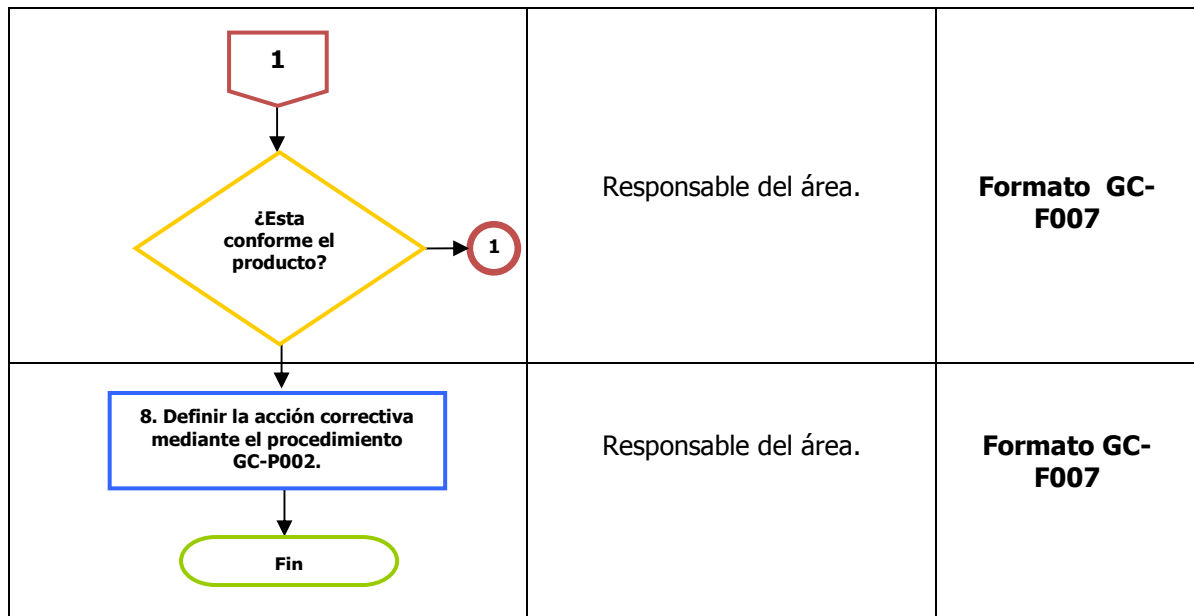 1
¿Esta
conforme el
producto?
1
Responsable del área.
Formato GC-
F007
8. Definir la acción correctiva
mediante el procedimiento
GC-P002.
Fin
Responsable del área.
Formato GC-
F007